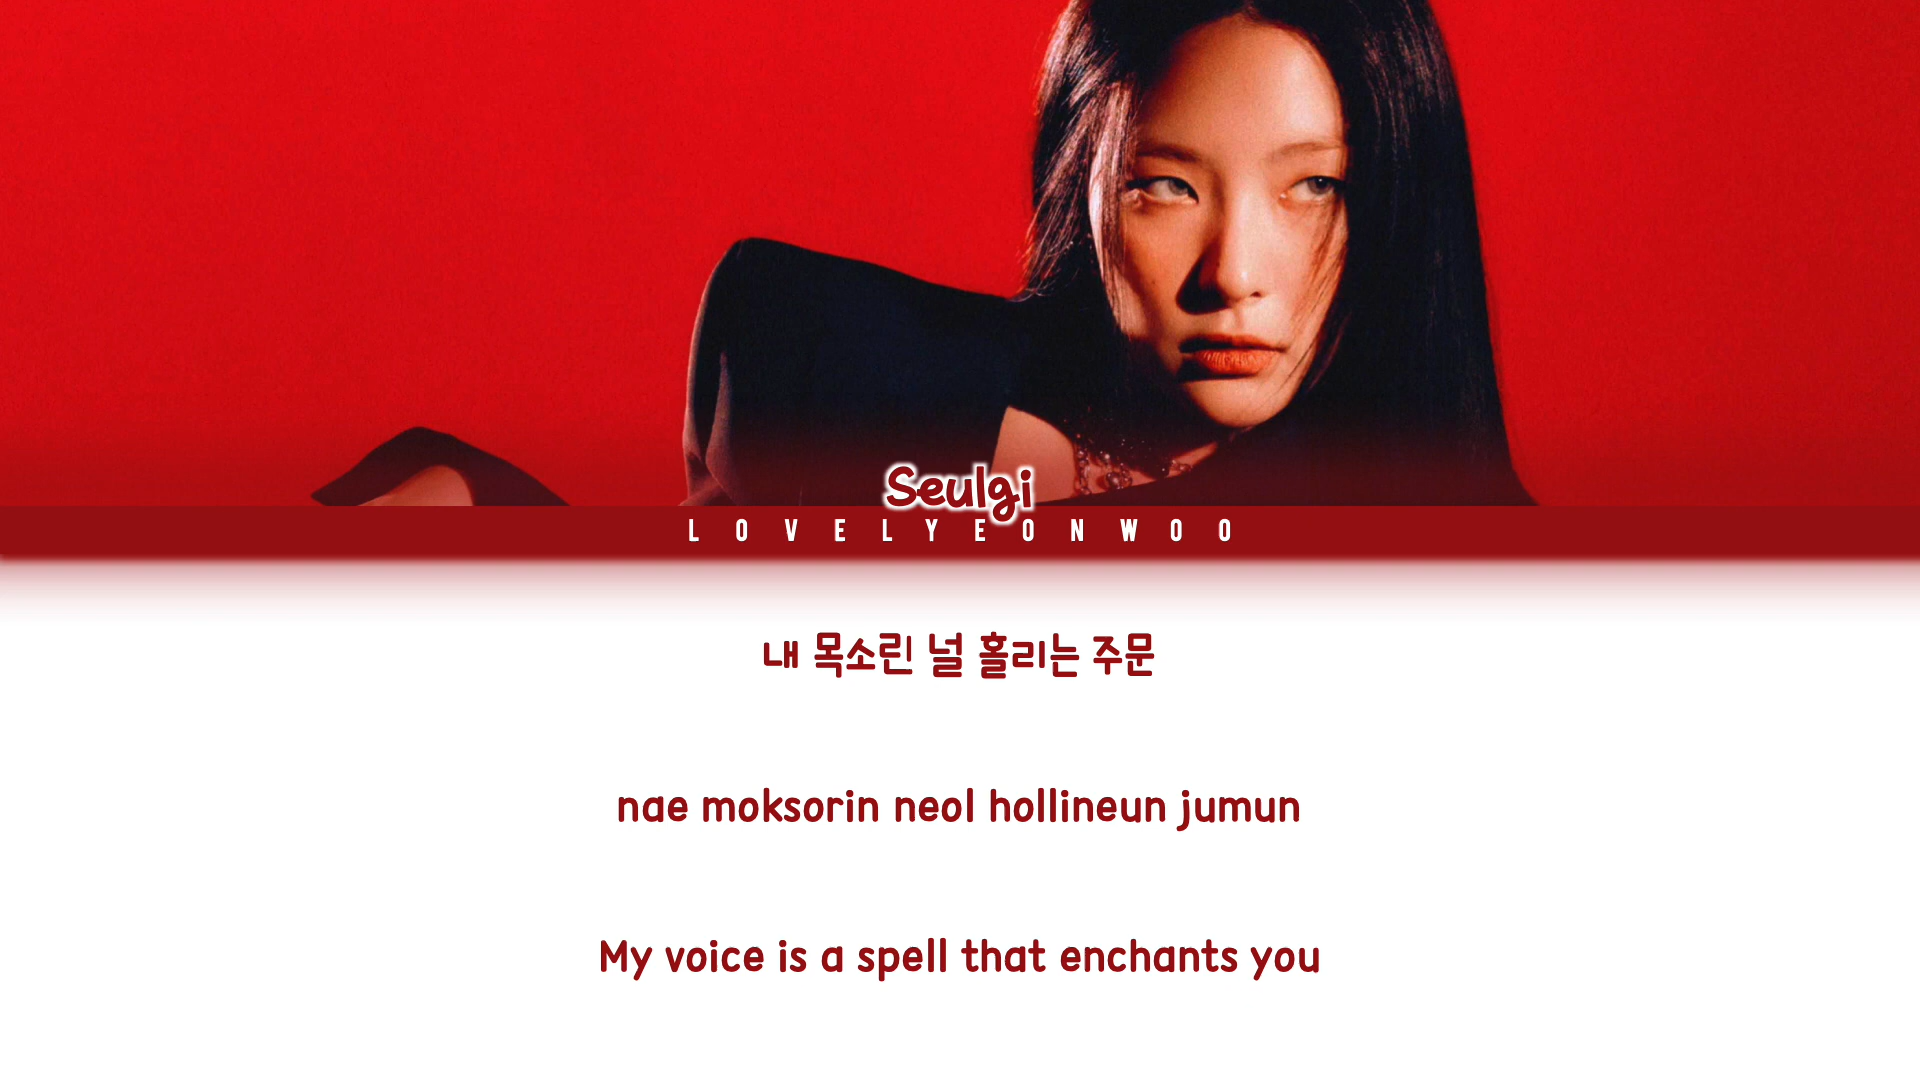 Seulgi
LOVELYEONWOO
내 목소린 널 홀리는 주문
nae moksorin neol hollineun jumun
My voice is a spell that enchants you